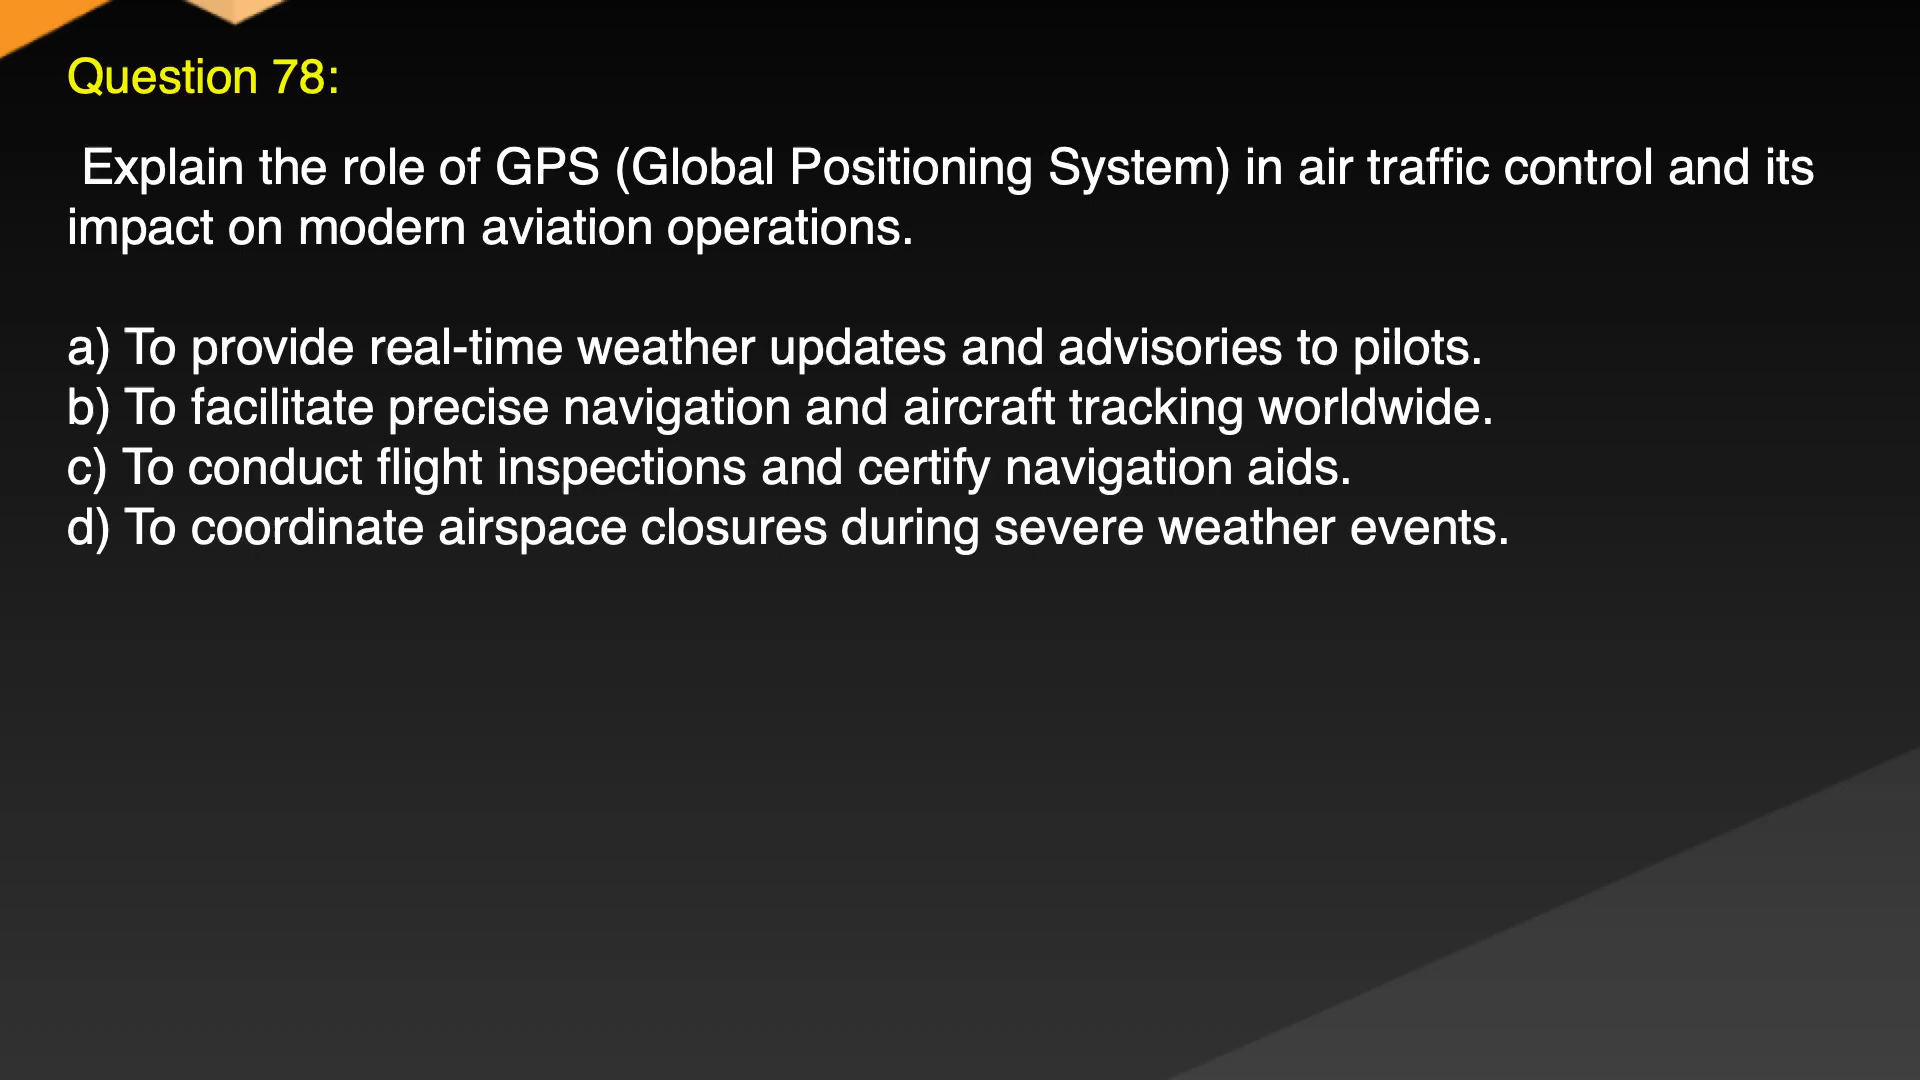 Question 78:
Explain the role of GPS (Global Positioning System) in air traffic control and its
impact on modern aviation operations.
a) To provide real-time weather updates and advisories to pilots.
b) To facilitate precise navigation and aircraft tracking worldwide.
c) To conduct flight inspections and certify navigation aids.
d) To coordinate airspace closures during severe weather events.